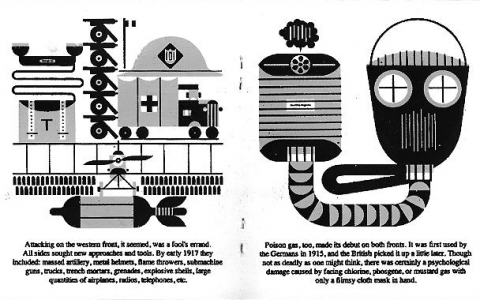 T
Attacking on the western front, it seemed, was a fool's errand.
All sides sought new approaches and tools. By early 1917 they
included: massed artillery, metal helmets, flame throwers, submachine
guns, trucks, trench mortars, grenades, explosive shells, large
quantities of airplanes, radios, telephones, etc.
Poison gas, too, made its debut on both fronts. It was first used by
the Germans in 1915, and the British picked it up a little later. Though
not as deadly as one might think, there was certainly a psychological
damage caused by facing chlorine, phosgene, or mustard gas with
only a flimsy cloth mask in hand.